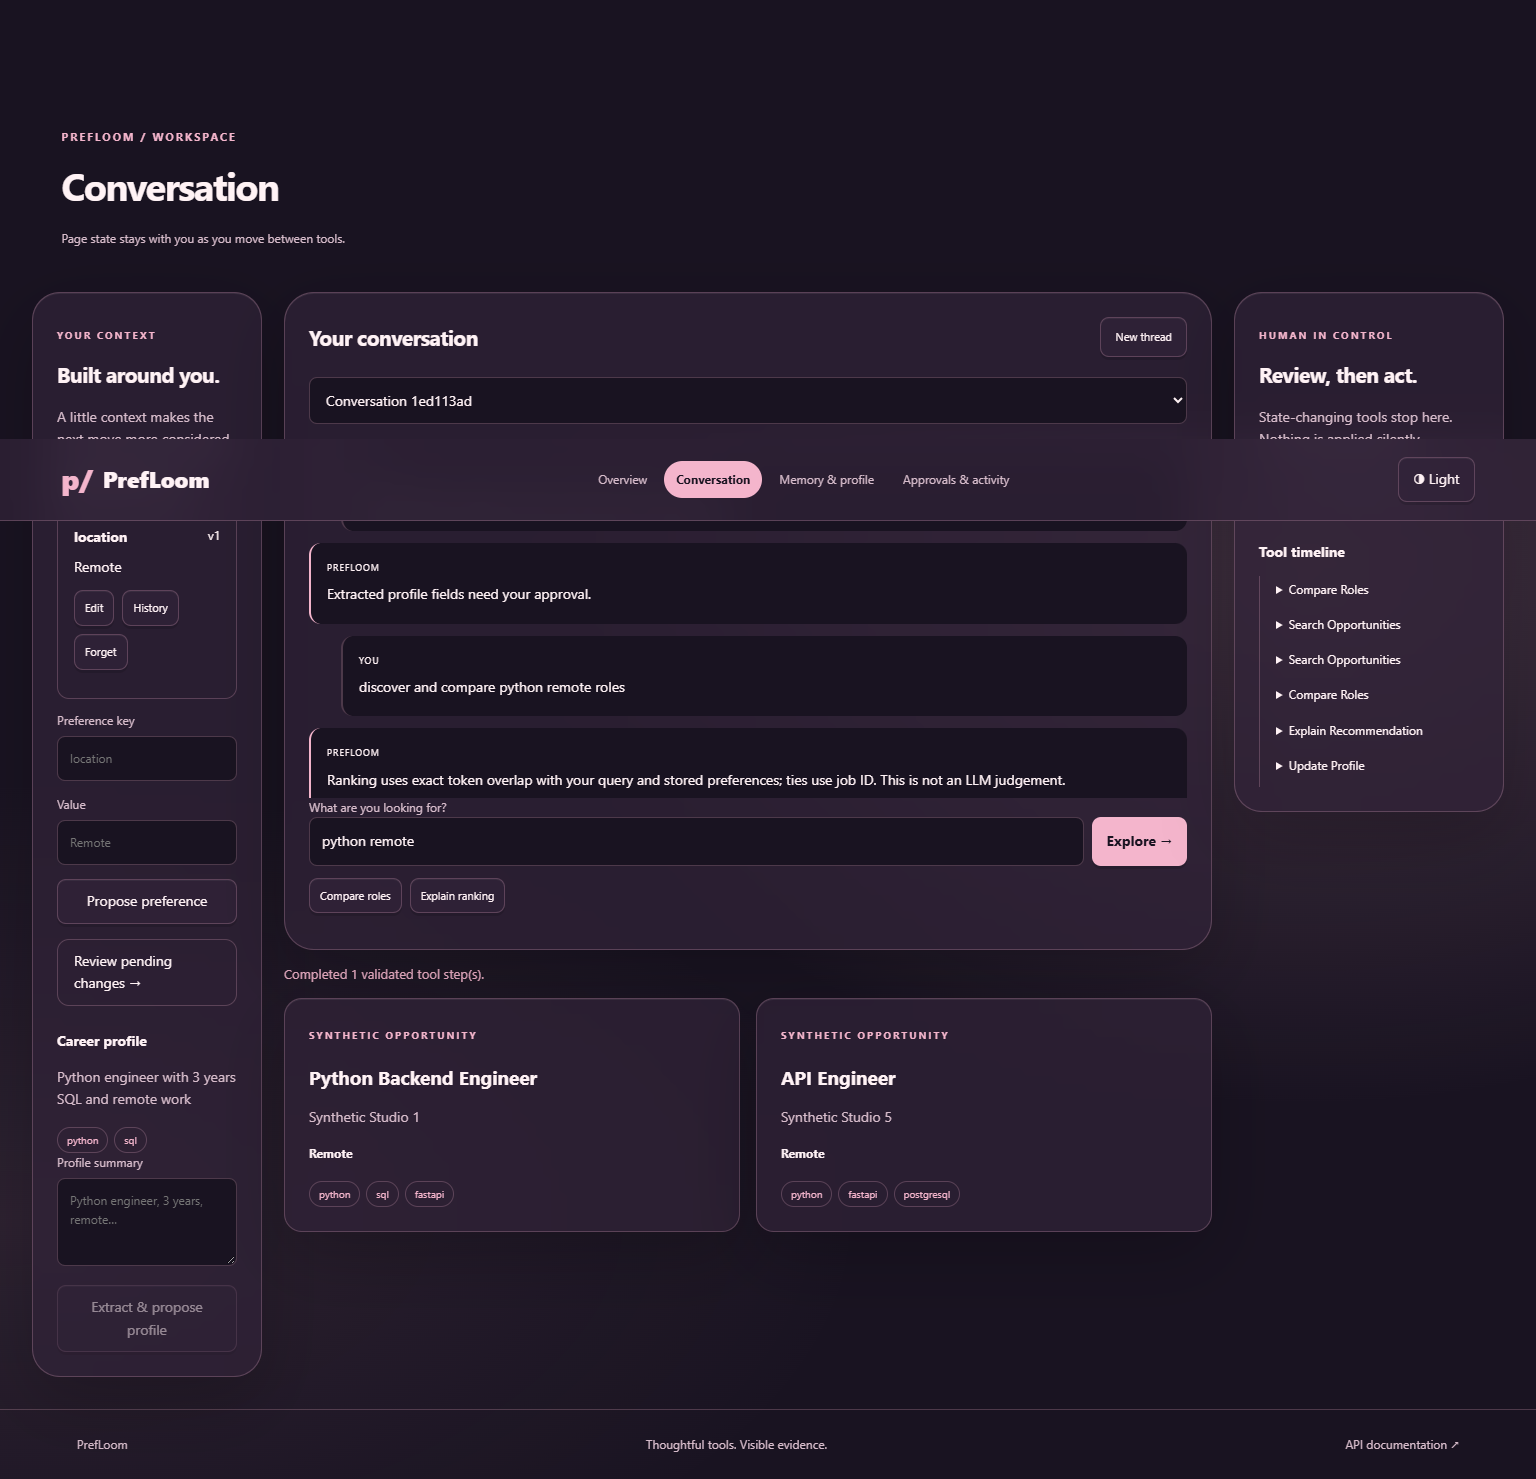 PREFLOOM / WORKSPACE
Conversation
Page state stays with you as you move between tools.
YOUR CONTEXT
Built around you.
A little context makes the
next move more considered
Your conversation
New thread
Conversation 1ed113ad
HUMAN IN CONTROL
Review, then act.
State-changing tools stop here.
Nothing is applied silently.
p/ PrefLoom
Overview
Conversation
Memory & profile
Approvals & activity
Light
location
v1
Remote
Edit
History
Forget
Preference key
location
Value
Remote
Propose preference
Review pending
changes →
Career profile
Python engineer with 3 years
SQL and remote work
python
sql
Profile summary
Python engineer, 3 years,
remote...
Extract & propose
profile
PREFLOOM
Extracted profile fields need your approval.
YOU
discover and compare python remote roles
PREFLOOM
Ranking uses exact token overlap with your query and stored preferences; ties use job ID. This is not an LLM judgement.
What are you looking for?
python remote
Explore →
Compare roles
Explain ranking
Completed 1 validated tool step(s).
SYNTHETIC OPPORTUNITY
Python Backend Engineer
Synthetic Studio 1
Remote
python
sql
fastapi
SYNTHETIC OPPORTUNITY
API Engineer
Synthetic Studio 5
Remote
python
fastapi
postgresql
Tool timeline
Compare Roles
Search Opportunities
Search Opportunities
Compare Roles
Explain Recommendation
Update Profile
PrefLoom
Thoughtful tools. Visible evidence.
API documentation ↗